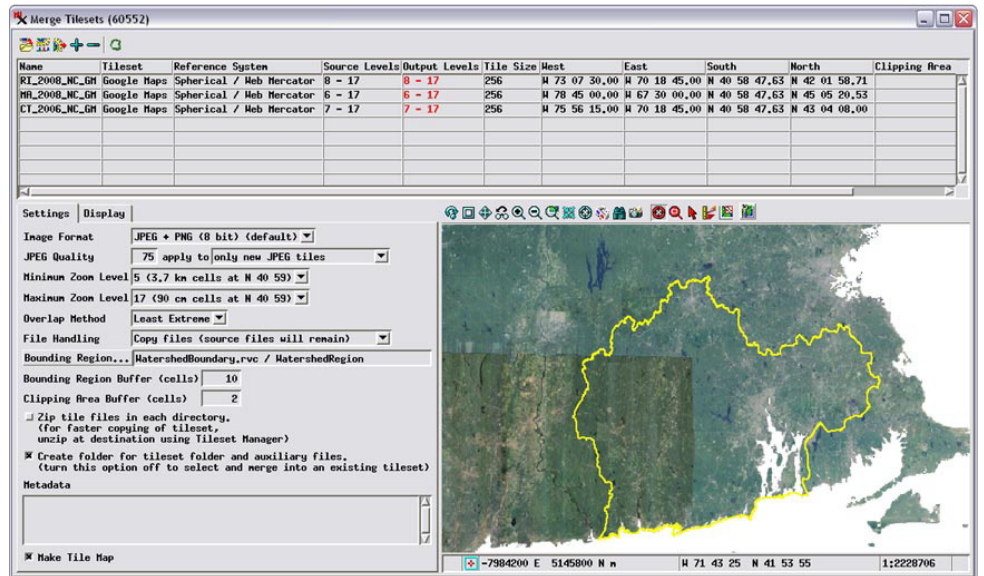 Merge Tilesets (60552)
Name Tileset Reference System Source Levels Output Levels Tile Size West East South North Clipping Area
RI_2008_NC_GM Google Maps Spherical / Web Mercator 8 - 17 8 - 17 256 W 73 07 30.00 W 70 18 45.00 N 40 58 47.63 N 42 01 58.71
MA_2008_NC_GM Google Maps Spherical / Web Mercator 6 - 17 6 - 17 256 W 78 45 00.00 W 67 30 00.00 N 40 58 47.63 N 45 05 20.53
CT_2006_NC_GM Google Maps Spherical / Web Mercator 7 - 17 7 - 17 256 W 75 56 15.00 W 70 18 45.00 N 40 58 47.63 N 43 04 08.00
Settings Display
Image Format JPEG + PNG (8 bit) (default)
JPEG Quality 75 apply to only new JPEG tiles
Minimum Zoom Level 5 (3.7 km cells at N 40 59)
Maximum Zoom Level 17 (90 cm cells at N 40 59)
Overlap Method Least Extreme
File Handling Copy files (source files will remain)
Bounding Region... WatershedBoundary.rvc / WatershedRegion
Bounding Region Buffer (cells) 10
Clipping Area Buffer (cells) 2
Zip tile files in each directory.
(for faster copying of tileset,
unzip at destination using Tileset Manager)
Create folder for tileset folder and auxiliary files.
(turn this option off to select and merge into an existing tileset)
Metadata
Make Tile Map
-7984200 E 5145800 N m W 71 43 25 N 41 53 55 1:2228706